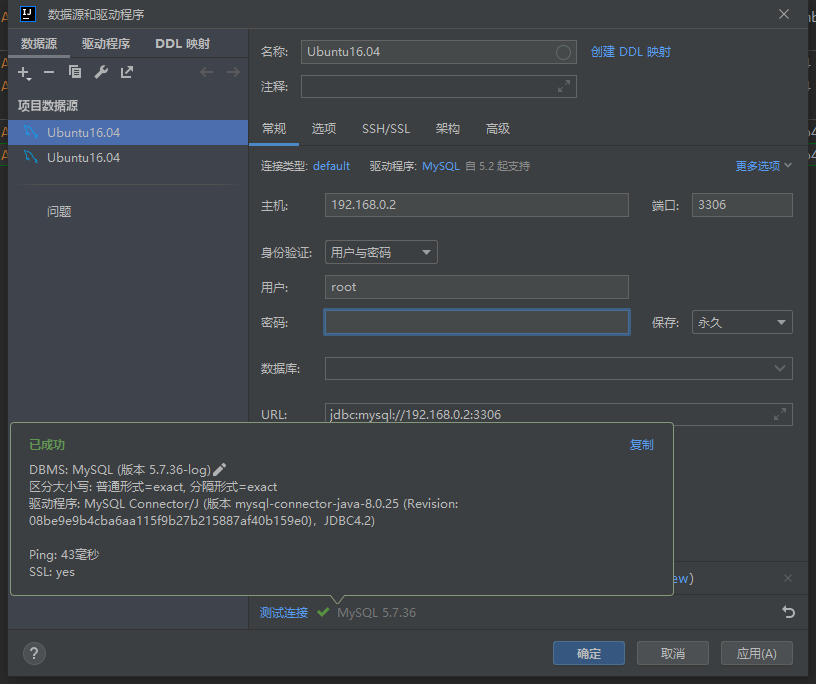 数据源和驱动程序
数据源 驱动程序 DDL 映射
项目数据源
Ubuntu16.04
Ubuntu16.04
问题
名称: Ubuntu16.04 创建 DDL 映射
注释:
常规 选项 SSH/SSL 架构 高级
连接类型: default 驱动程序: MySQL 自 5.2 起支持 更多选项
主机: 192.168.0.2 端口: 3306
身份验证: 用户与密码
用户: root
密码: 保存: 永久
数据库:
URL: jdbc:mysql://192.168.0.2:3306
已成功 复制
DBMS: MySQL (版本 5.7.36-log)
区分大小写: 普通形式=exact, 分隔形式=exact
驱动程序: MySQL Connector/J (版本 mysql-connector-java-8.0.25 (Revision:
08be9e9b4cba6aa115f9b27b215887af40b159e0)，JDBC4.2)
Ping: 43毫秒
SSL: yes
ew)
测试连接 MySQL 5.7.36
? 确定 取消 应用(A)